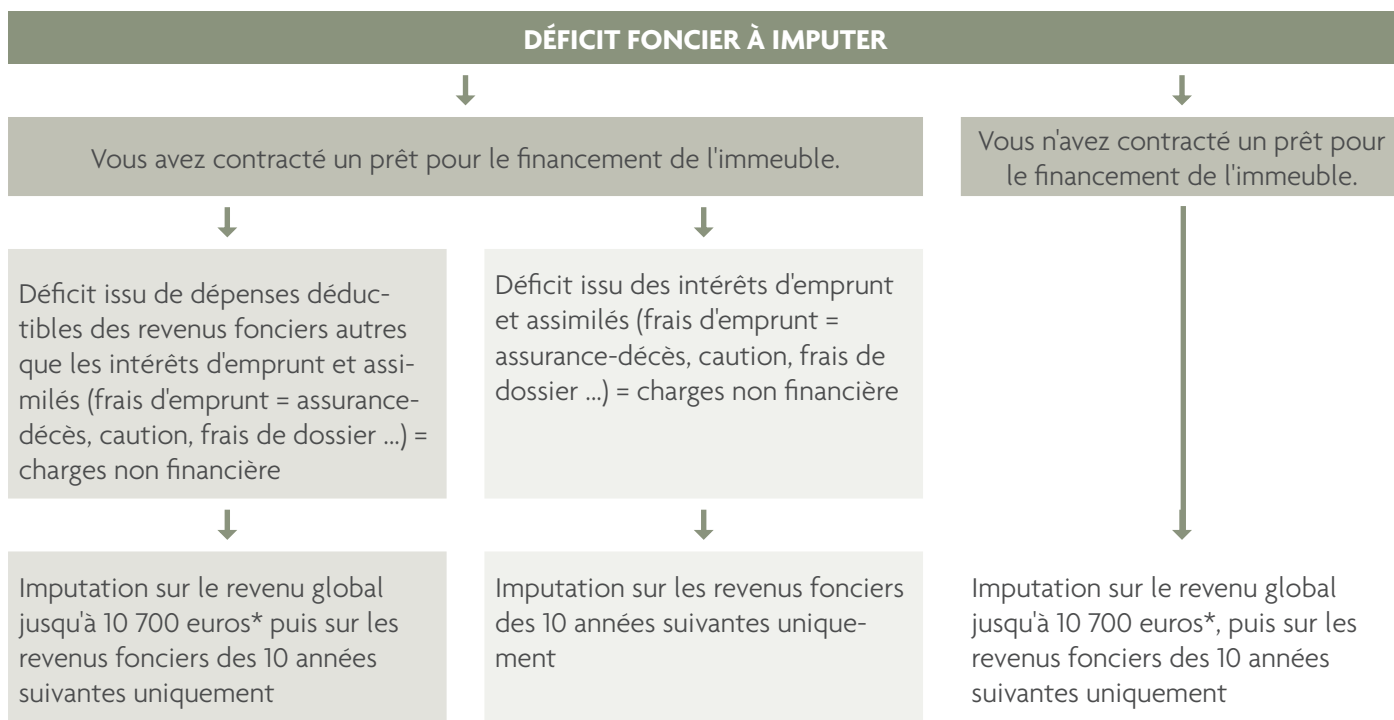 DÉFICIT FONCIER À IMPUTER
Vous avez contracté un prêt pour le financement de l'immeuble.
Vous n'avez contracté un prêt pour
le financement de l'immeuble.
Déficit issu de dépenses déduc-
tibles des revenus fonciers autres
que les intérêts d'emprunt et assi-
milés (frais d'emprunt = assurance-
décès, caution, frais de dossier ...) =
charges non financière
Déficit issu des intérêts d'emprunt
et assimilés (frais d'emprunt =
assurance-décès, caution, frais de
dossier ...) = charges non financière
Imputation sur le revenu global
jusqu'à 10 700 euros* puis sur les
revenus fonciers des 10 années
suivantes uniquement
Imputation sur les revenus fonciers
des 10 années suivantes unique-
ment
Imputation sur le revenu global
jusqu'à 10 700 euros*, puis sur les
revenus fonciers des 10 années
suivantes uniquement